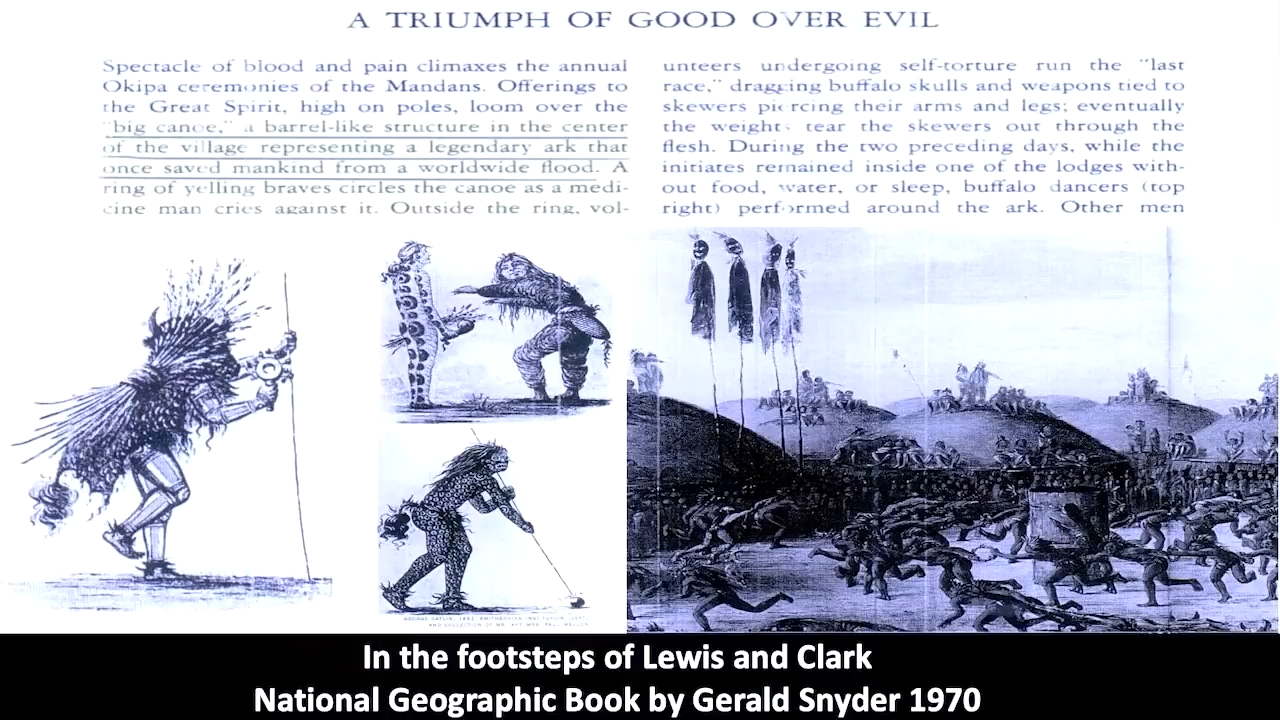 A TRIUMPH OF GOOD OVER EVIL
Spectacle of blood and pain climaxes the annual
Okipa ceremonies of the Mandans. Offerings to
the Great Spirit, high on poles, loom over the
"big canoe," a barrel-like structure in the center
of the village representing a legendary ark that
once saved mankind from a worldwide flood. A
ring of yelling braves circles the canoe as a medi-
cine man cries against it. Outside the ring, vol-
unteers undergoing self-torture run the "last
race," dragging buffalo skulls and weapons tied to
skewers piercing their arms and legs; eventually
the weights tear the skewers out through the
flesh. During the two preceding days, while the
initiates remained inside one of the lodges with-
out food, water, or sleep, buffalo dancers (top
right) performed around the ark. Other men
In the footsteps of Lewis and Clark
National Geographic Book by Gerald Snyder 1970